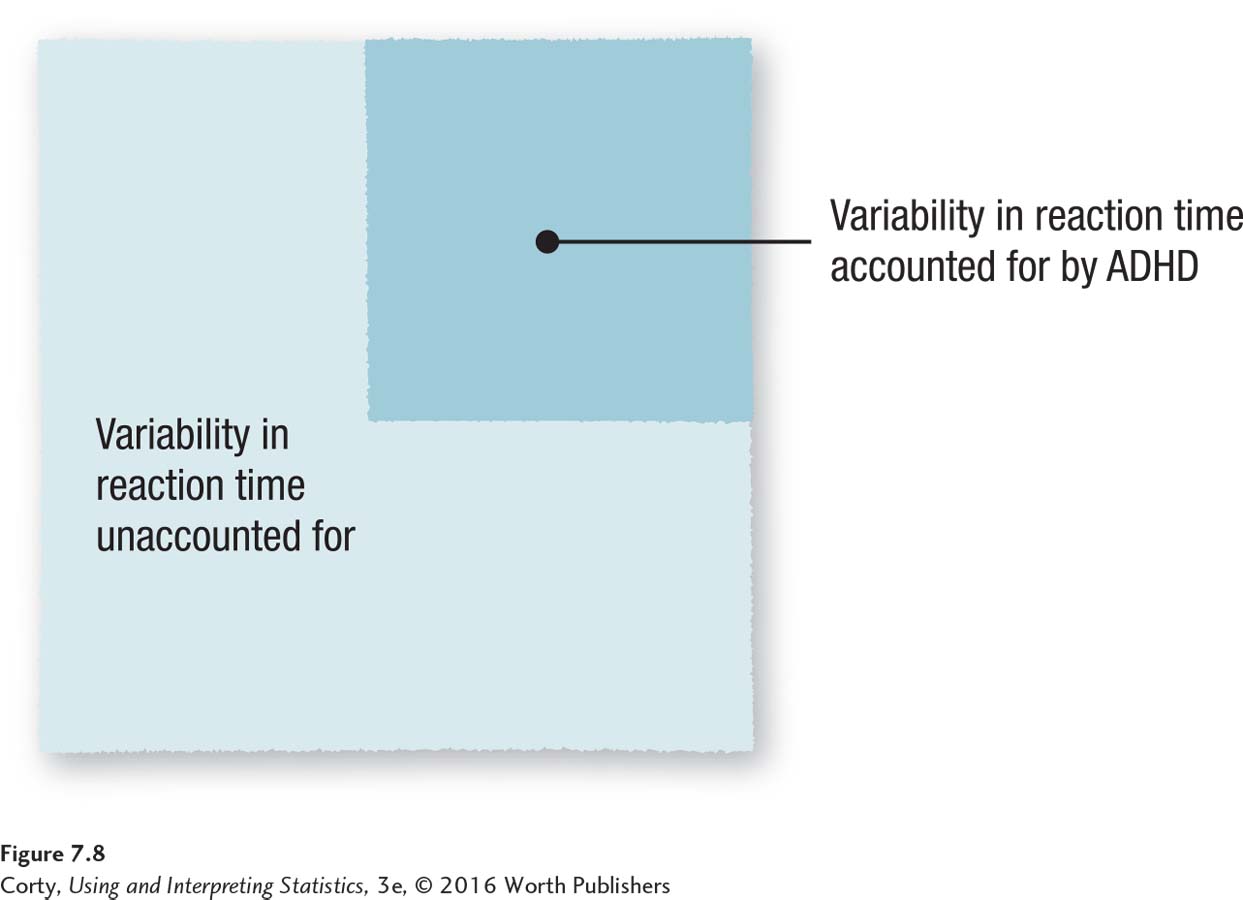 Variability in reaction time
accounted for by ADHD
Variability in
reaction time
unaccounted for
Figure 7.8
Corty, Using and Interpreting Statistics, 3e, © 2016 Worth Publishers